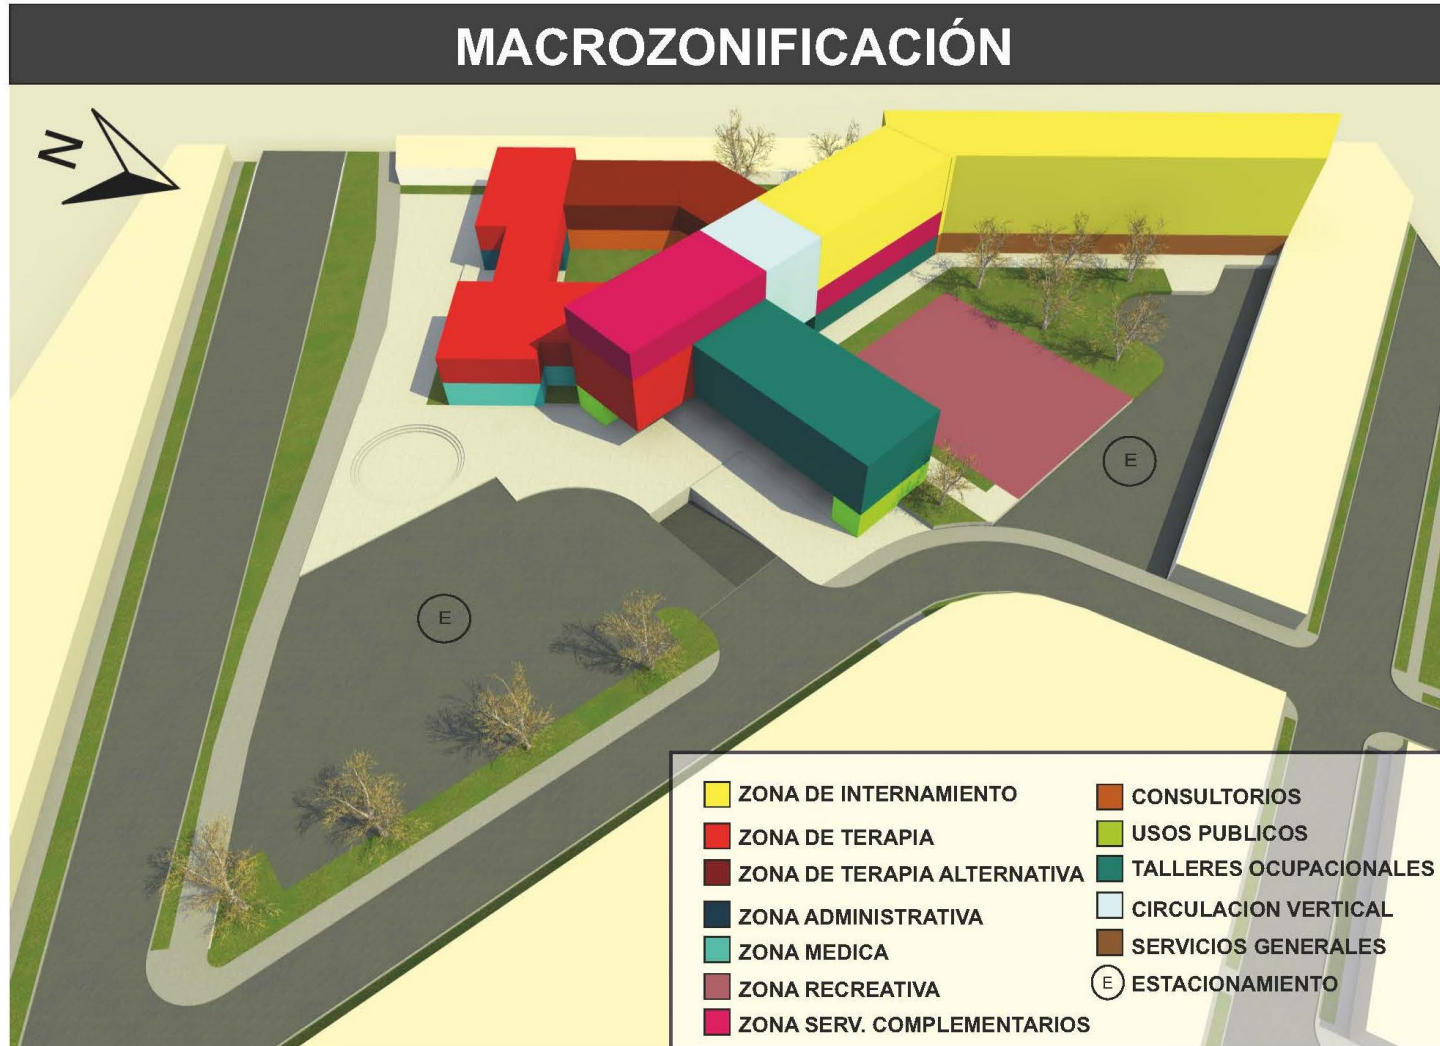 MACROZONIFICACIÓN
N
E
E
ZONA DE INTERNAMIENTO
ZONA DE TERAPIA
ZONA DE TERAPIA ALTERNATIVA
ZONA ADMINISTRATIVA
ZONA MEDICA
ZONA RECREATIVA
ZONA SERV. COMPLEMENTARIOS
CONSULTORIOS
USOS PUBLICOS
TALLERES OCUPACIONALES
CIRCULACION VERTICAL
SERVICIOS GENERALES
E ESTACIONAMIENTO